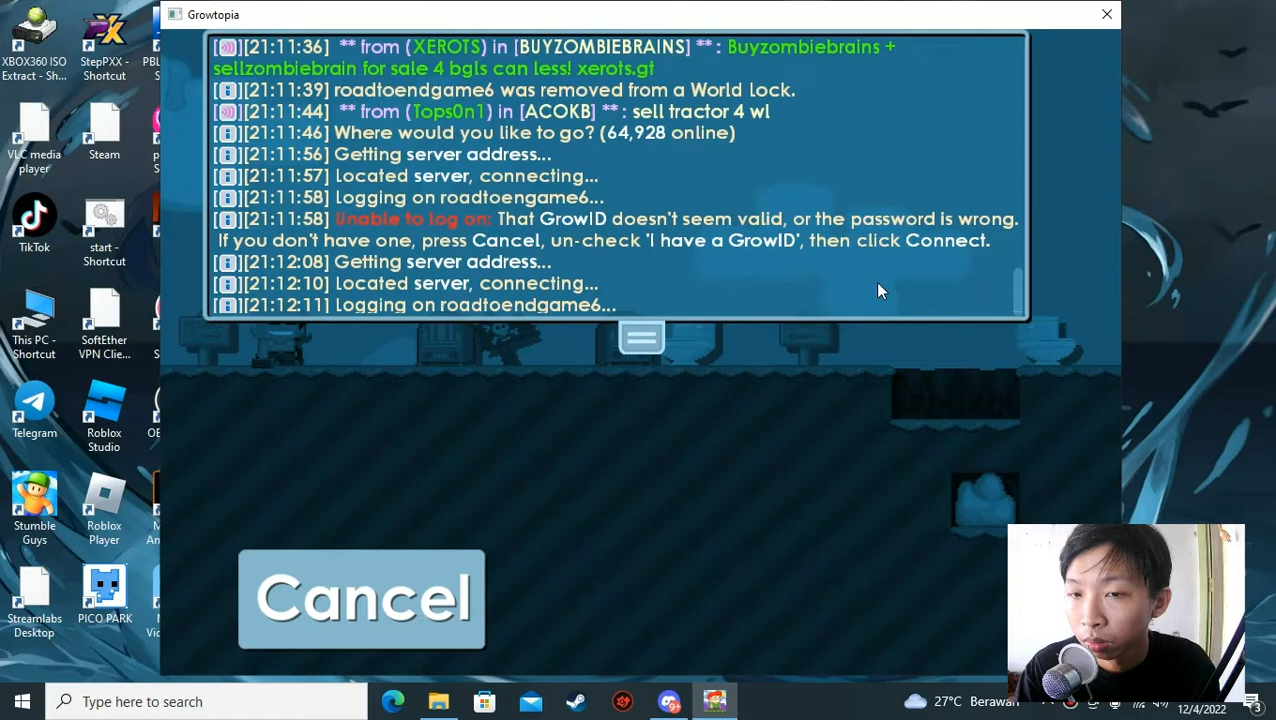 Growtopia
[21:11:36] ** from (XEROTS) in [BUYZOMBIEBRAINS] ** : Buyzombiebrains +
sellzombiebrain for sale 4 bgls can less! xerots.gt
[21:11:39] roadtoendgame6 was removed from a World Lock.
[21:11:44] ** from (Tops0n1) in [ACOKB] ** : sell tractor 4 wl
[21:11:46] Where would you like to go? (64,928 online)
[21:11:56] Getting server address...
[21:11:57] Located server, connecting...
[21:11:58] Logging on roadtoengame6...
[21:11:58] Unable to log on: That GrowID doesn't seem valid, or the password is wrong.
If you don't have one, press Cancel, un-check 'I have a GrowID', then click Connect.
[21:12:08] Getting server address...
[21:12:10] Located server, connecting...
[21:12:11] Logging on roadtoendgame6...
Cancel
XBOX360 ISO
Extract - Sh...
StepPXX -
Shortcut
PBL
VLC media
player
Steam
TikTok
start -
Shortcut
This PC -
Shortcut
SoftEther
VPN Clie...
Telegram
Roblox
Studio
Stumble
Guys
Roblox
Player
Streamlabs
Desktop
PICO PARK
Type here to search
9+
27°C Berawan
12/4/2022
3